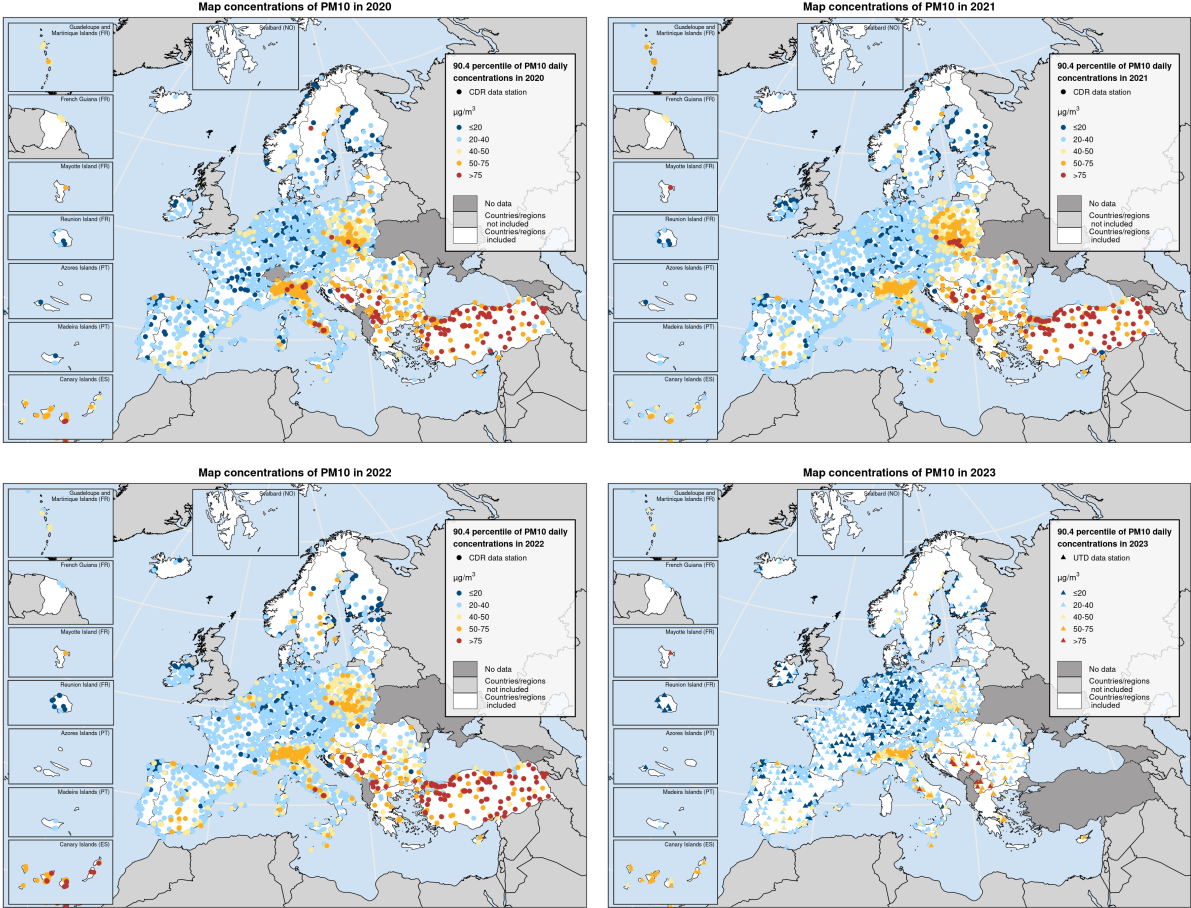 Map concentrations of PM10 in 2020
Guadeloupe and
Martinique Islands (FR)
French Guiana (FR)
Mayotte Island (FR)
Reunion Island (FR)
Azores Islands (PT)
Madeira Islands (PT)
Canary Islands (ES)
Svalbard (NO)
90.4 percentile of PM10 daily
concentrations in 2020
CDR data station
µg/m3
≤20
20-40
40-50
50-75
>75
No data
Countries/regions
not included
Countries/regions
included
Map concentrations of PM10 in 2021
Guadeloupe and
Martinique Islands (FR)
French Guiana (FR)
Mayotte Island (FR)
Reunion Island (FR)
Azores Islands (PT)
Madeira Islands (PT)
Canary Islands (ES)
Svalbard (NO)
90.4 percentile of PM10 daily
concentrations in 2021
CDR data station
µg/m3
≤20
20-40
40-50
50-75
>75
No data
Countries/regions
not included
Countries/regions
included
Map concentrations of PM10 in 2022
Guadeloupe and
Martinique Islands (FR)
French Guiana (FR)
Mayotte Island (FR)
Reunion Island (FR)
Azores Islands (PT)
Madeira Islands (PT)
Canary Islands (ES)
Svalbard (NO)
90.4 percentile of PM10 daily
concentrations in 2022
CDR data station
µg/m3
≤20
20-40
40-50
50-75
>75
No data
Countries/regions
not included
Countries/regions
included
Map concentrations of PM10 in 2023
Guadeloupe and
Martinique Islands (FR)
French Guiana (FR)
Mayotte Island (FR)
Reunion Island (FR)
Azores Islands (PT)
Madeira Islands (PT)
Canary Islands (ES)
Svalbard (NO)
90.4 percentile of PM10 daily
concentrations in 2023
UTD data station
µg/m3
≤20
20-40
40-50
50-75
>75
No data
Countries/regions
not included
Countries/regions
included